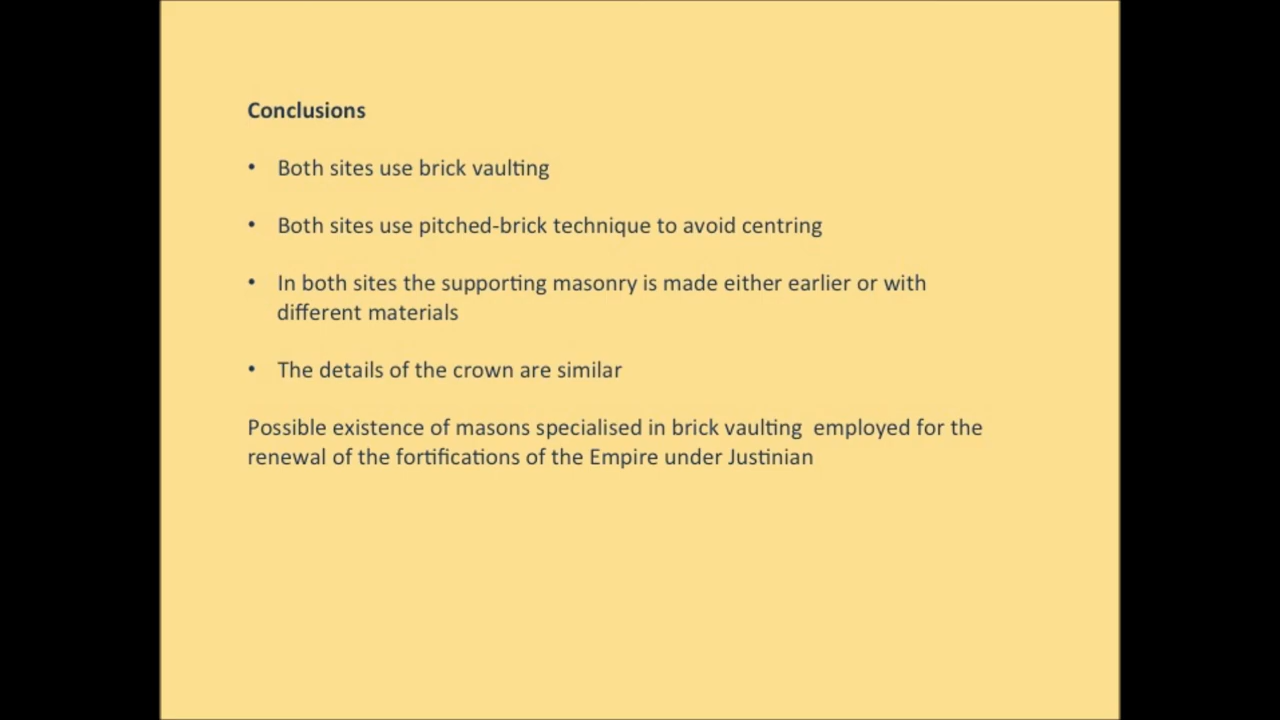 Conclusions
• Both sites use brick vaulting
• Both sites use pitched-brick technique to avoid centring
• In both sites the supporting masonry is made either earlier or with
different materials
• The details of the crown are similar
Possible existence of masons specialised in brick vaulting  employed for the
renewal of the fortifications of the Empire under Justinian